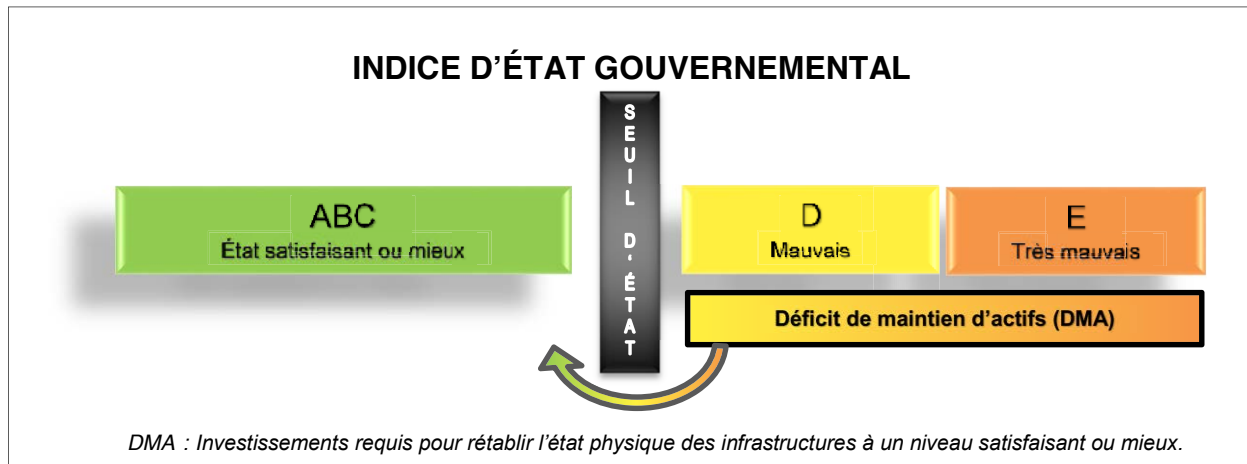 INDICE D'ÉTAT GOUVERNEMENTAL
SEUIL D'ÉTAT
ABC
État satisfaisant ou mieux
D
Mauvais
E
Très mauvais
Déficit de maintien d'actifs (DMA)
DMA : Investissements requis pour rétablir l'état physique des infrastructures à un niveau satisfaisant ou mieux.